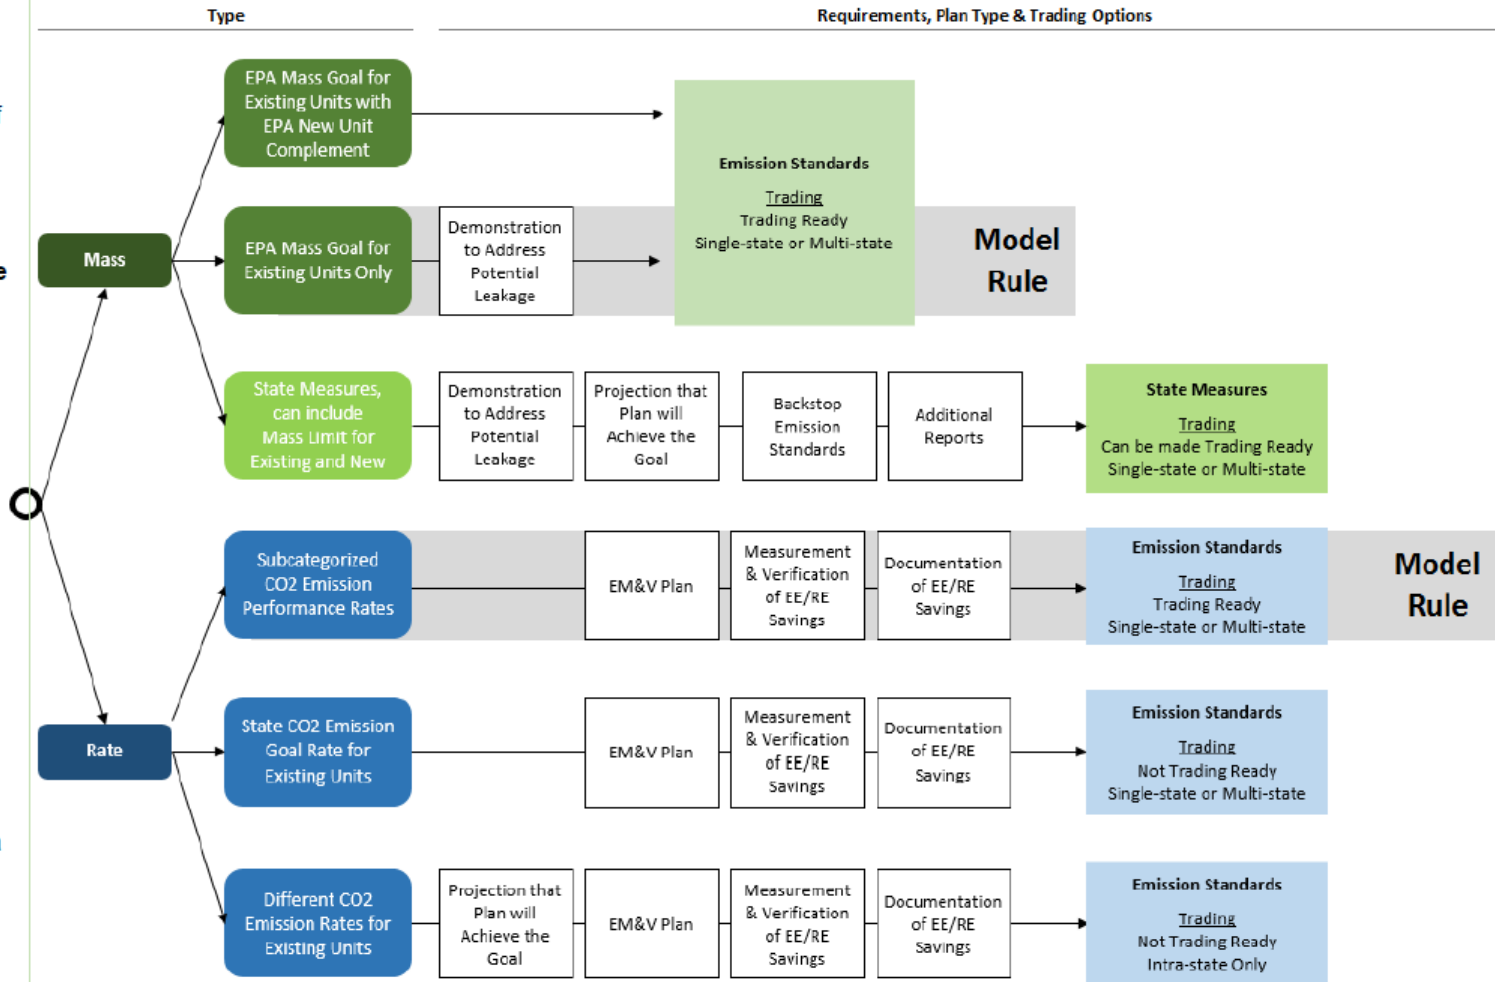 Type
Requirements, Plan Type & Trading Options
EPA Mass Goal for
Existing Units with
EPA New Unit
Complement
Emission Standards
Trading
Trading Ready
Single-state or Multi-state
Mass
EPA Mass Goal for
Existing Units Only
Demonstration
to Address
Potential
Leakage
Model
Rule
State Measures,
can include
Mass Limit for
Existing and New
Demonstration
to Address
Potential
Leakage
Projection that
Plan will
Achieve the
Goal
Backstop
Emission
Standards
Additional
Reports
State Measures
Trading
Can be made Trading Ready
Single-state or Multi-state
Subcategorized
CO2 Emission
Performance Rates
EM&V Plan
Measurement
& Verification
of EE/RE
Savings
Documentation
of EE/RE
Savings
Emission Standards
Trading
Trading Ready
Single-state or Multi-state
Model
Rule
Rate
State CO2 Emission
Goal Rate for
Existing Units
EM&V Plan
Measurement
& Verification
of EE/RE
Savings
Documentation
of EE/RE
Savings
Emission Standards
Trading
Not Trading Ready
Single-state or Multi-state
Different CO2
Emission Rates for
Existing Units
Projection that
Plan will
Achieve the
Goal
EM&V Plan
Measurement
& Verification
of EE/RE
Savings
Documentation
of EE/RE
Savings
Emission Standards
Trading
Not Trading Ready
Intra-state Only